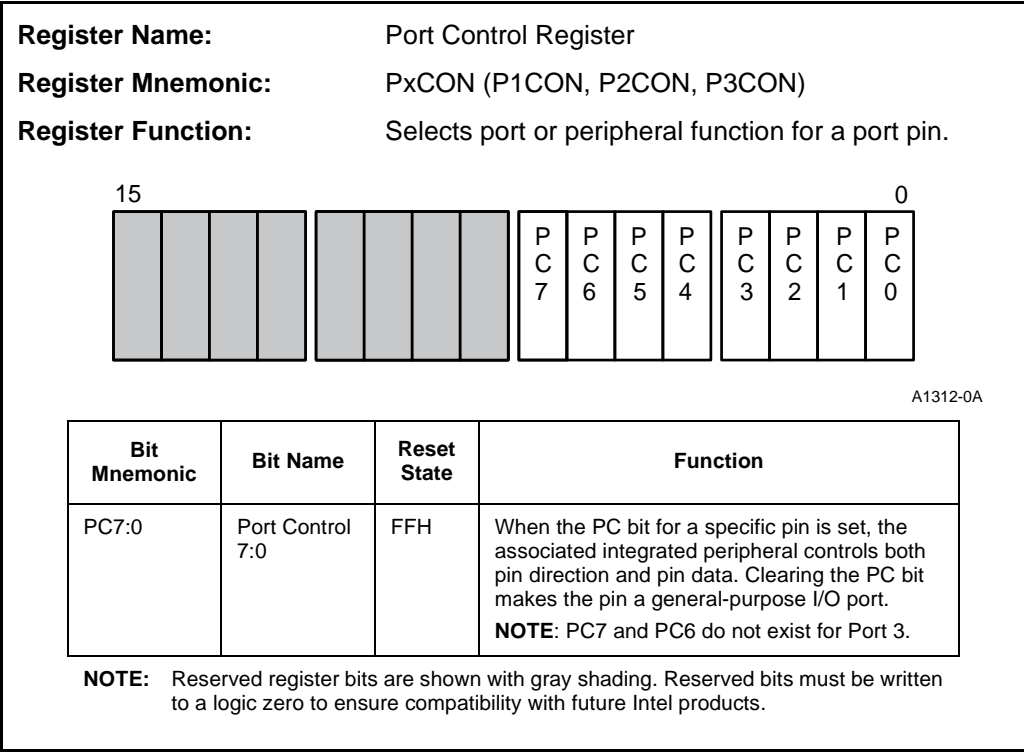 Register Name: Port Control Register
Register Mnemonic: PxCON (P1CON, P2CON, P3CON)
Register Function: Selects port or peripheral function for a port pin.
15 0
P P P P P P P P
C C C C C C C C
7 6 5 4 3 2 1 0
A1312-0A
Bit Mnemonic Bit Name Reset State Function
PC7:0 Port Control 7:0 FFH When the PC bit for a specific pin is set, the
associated integrated peripheral controls both
pin direction and pin data. Clearing the PC bit
makes the pin a general-purpose I/O port.
NOTE: PC7 and PC6 do not exist for Port 3.
NOTE: Reserved register bits are shown with gray shading. Reserved bits must be written
to a logic zero to ensure compatibility with future Intel products.